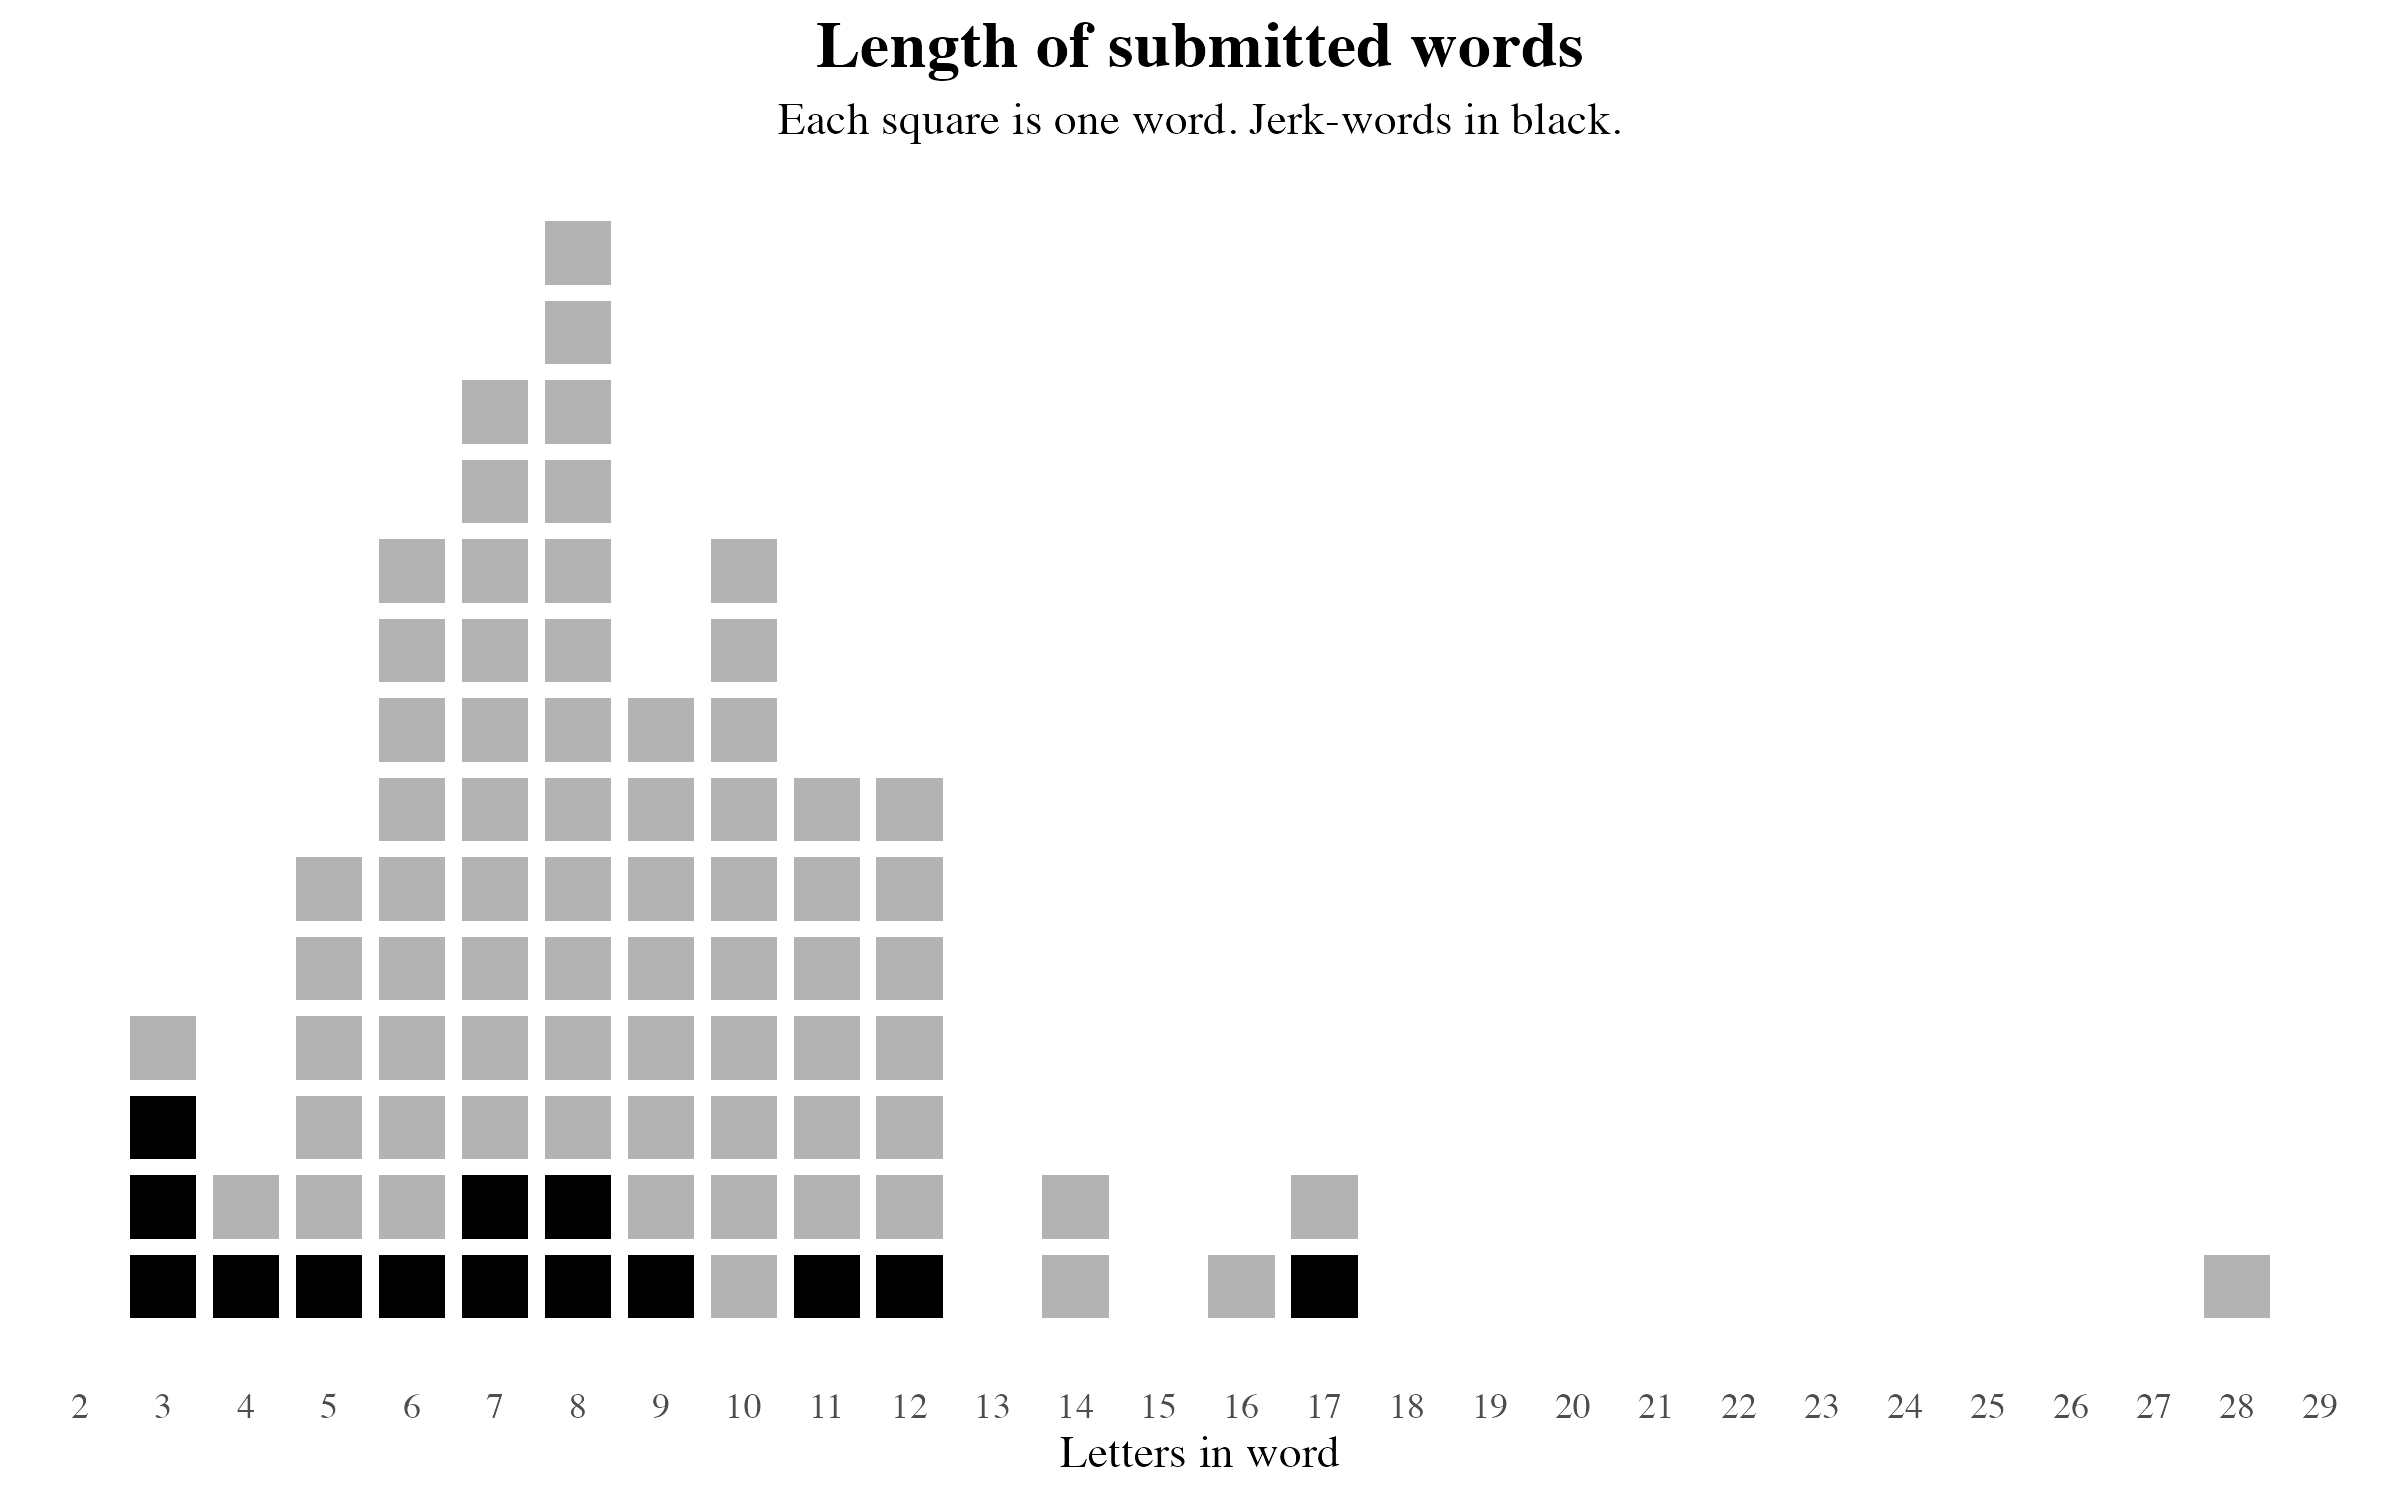 Length of submitted words
Each square is one word. Jerk-words in black.
2 3 4 5 6 7 8 9 10 11 12 13 14 15 16 17 18 19 20 21 22 23 24 25 26 27 28 29
Letters in word